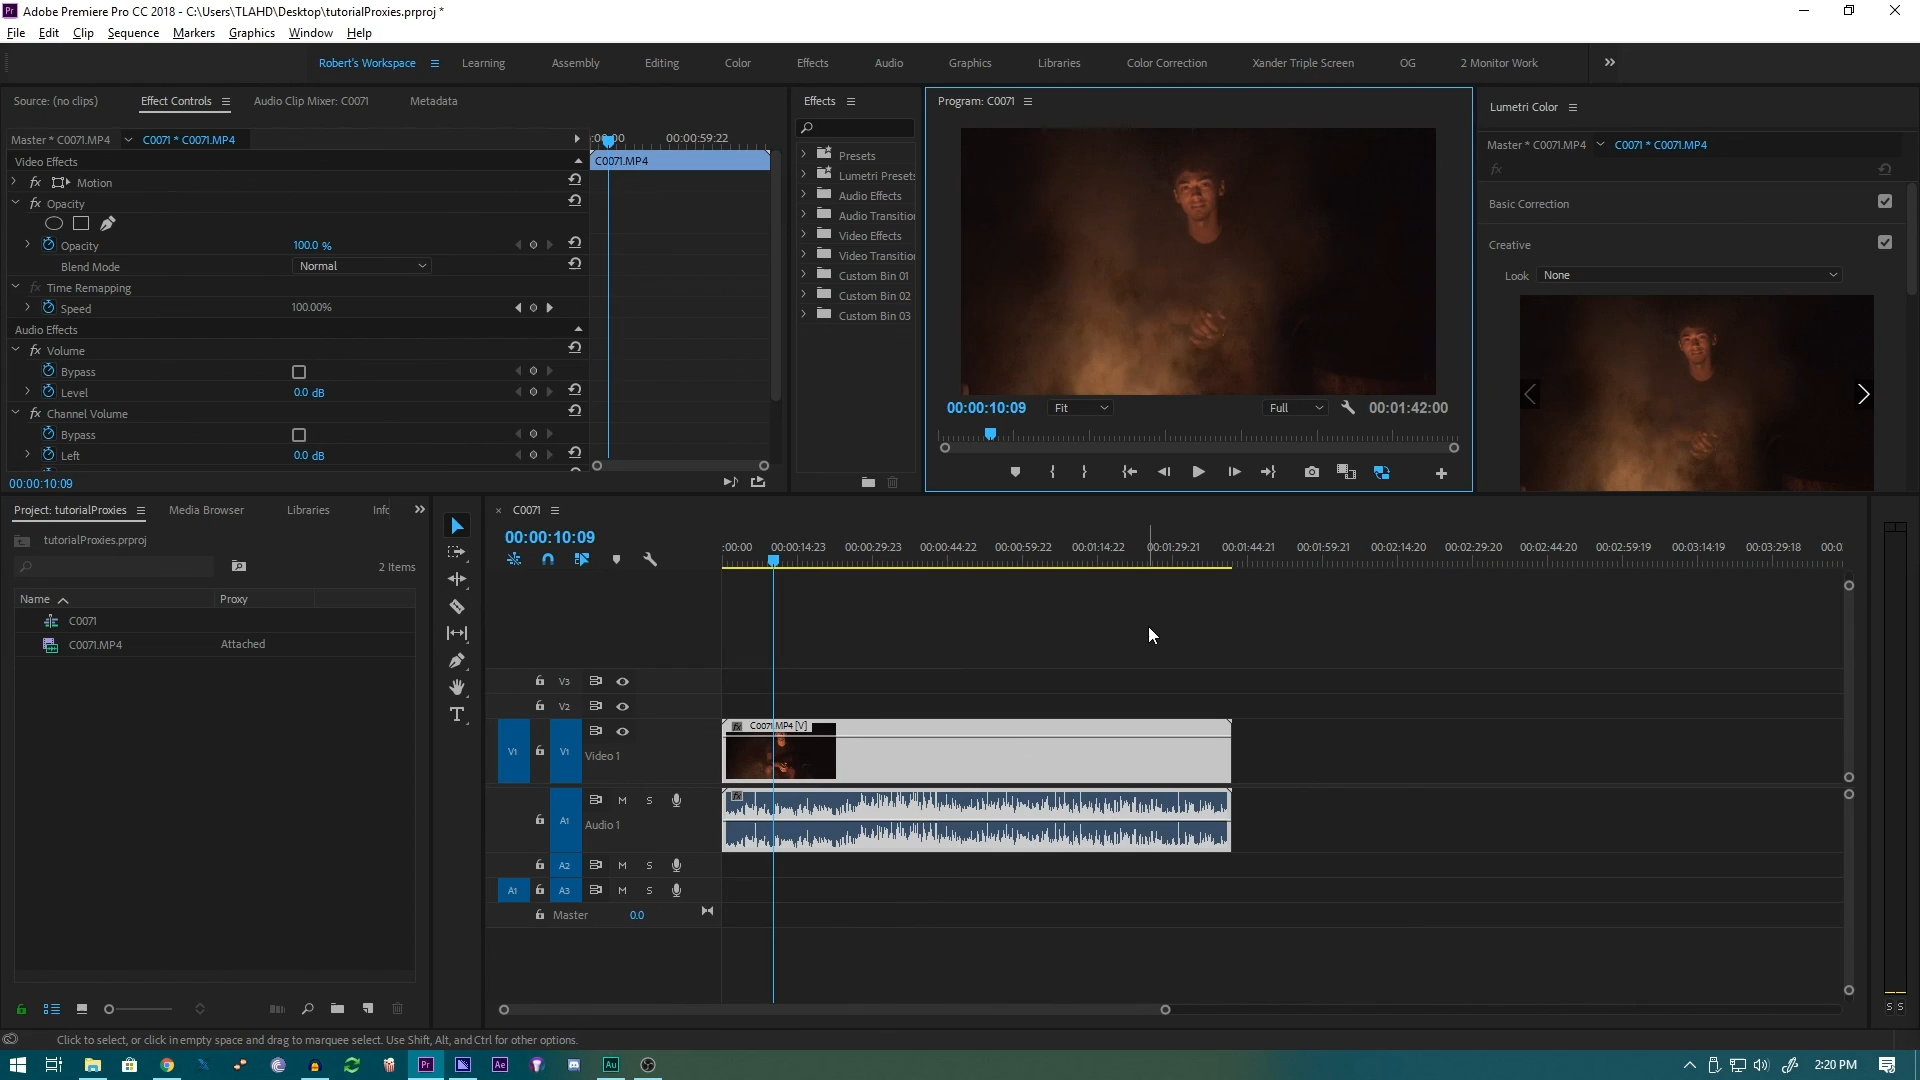 Adobe Premiere Pro CC 2018 - C:\Users\TLAHD\Desktop\tutorialProxies.prproj *
File Edit Clip Sequence Markers Graphics Window Help
Robert's Workspace Learning Assembly Editing Color Effects Audio Graphics Libraries Color Correction Xander Triple Screen OG 2 Monitor Work
Source: (no clips) Effect Controls Audio Clip Mixer: C0071 Metadata
Master * C0071.MP4 C0071 * C0071.MP4
:00:00 00:00:59:22
Video Effects
C0071.MP4
fx Motion
fx Opacity
Opacity 100.0 %
Blend Mode Normal
fx Time Remapping
Speed 100.00%
Audio Effects
fx Volume
Bypass
Level 0.0 dB
fx Channel Volume
Bypass
Left 0.0 dB
00:00:10:09
Effects
Presets
Lumetri Presets
Audio Effects
Audio Transitio
Video Effects
Video Transitio
Custom Bin 01
Custom Bin 02
Custom Bin 03
Program: C0071
00:00:10:09 Fit Full 00:01:42:00
Lumetri Color
Master * C0071.MP4 C0071 * C0071.MP4
fx
Basic Correction
Creative
Look None
Project: tutorialProxies Media Browser Libraries Info
tutorialProxies.prproj
2 Items
Name Proxy
C0071
C0071.MP4 Attached
C0071
00:00:10:09
:00:00 00:00:14:23 00:00:29:23 00:00:44:22 00:00:59:22 00:01:14:22 00:01:29:21 00:01:44:21 00:01:59:21 00:02:14:20 00:02:29:20 00:02:44:20 00:02:59:19 00:03:14:19 00:03:29:18 00:0
V3
V2
V1 V1 Video 1
fx C0071.MP4 [V]
A1 M S Audio 1
fx
A2 M S
A1 A3 M S
Master 0.0
S S
Click to select, or click in empty space and drag to marquee select. Use Shift, Alt, and Ctrl for other options.
Pr Ae Au
2:20 PM